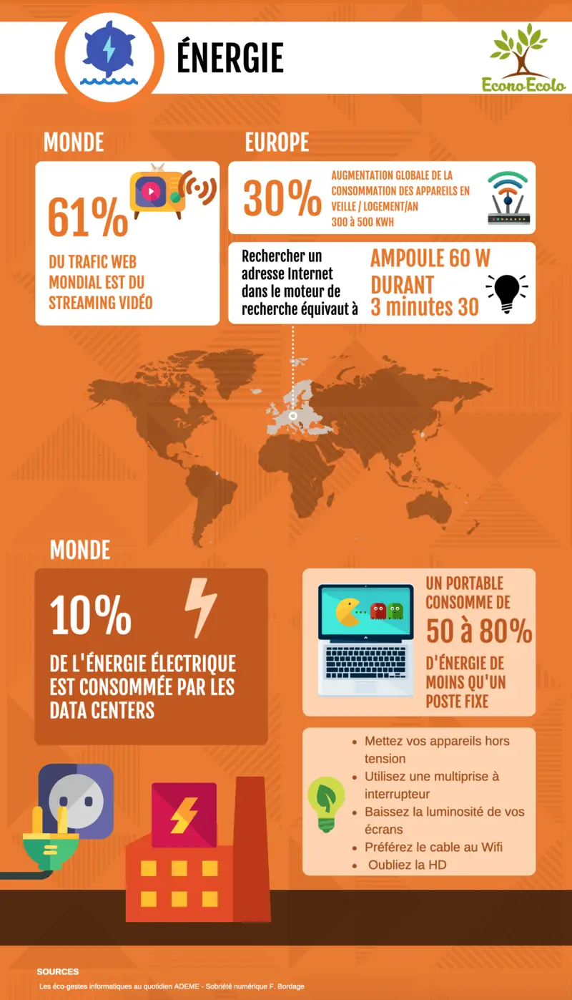 ÉNERGIE
EconoEcolo
MONDE
61%
DU TRAFIC WEB
MONDIAL EST DU
STREAMING VIDÉO
EUROPE
30%
AUGMENTATION GLOBALE DE LA
CONSOMMATION DES APPAREILS EN
VEILLE / LOGEMENT/AN
300 à 500 KWH
Rechercher un
adresse Internet
dans le moteur de
recherche équivaut à
AMPOULE 60 W
DURANT
3 minutes 30
MONDE
10%
DE L'ÉNERGIE ÉLECTRIQUE
EST CONSOMMÉE PAR LES
DATA CENTERS
UN PORTABLE
CONSOMME DE
50 à 80%
D'ÉNERGIE DE
MOINS QU'UN
POSTE FIXE
• Mettez vos appareils hors
tension
• Utilisez une multiprise à
interrupteur
• Baissez la luminosité de vos
écrans
• Préférez le cable au Wifi
• Oubliez la HD
SOURCES
Les éco-gestes informatiques au quotidien ADEME - Sobriété numérique F. Bordage